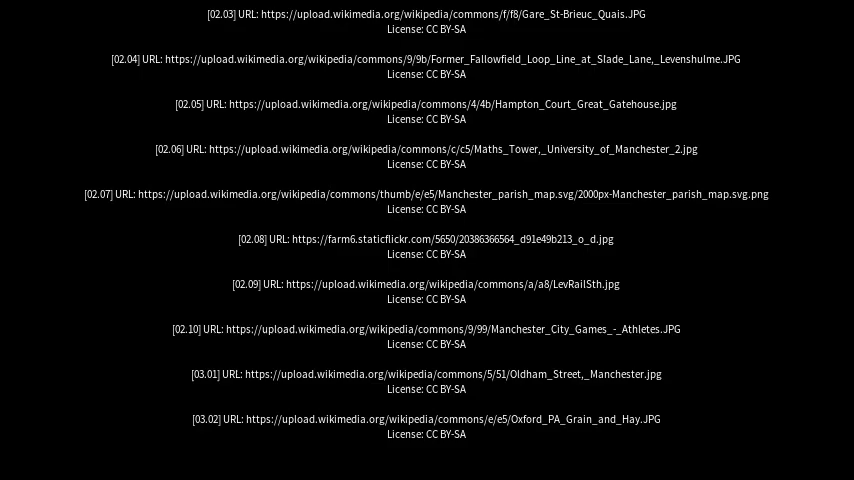 [02.03] URL: https://upload.wikimedia.org/wikipedia/commons/f/f8/Gare_St-Brieuc_Quais.JPG
License: CC BY-SA
[02.04] URL: https://upload.wikimedia.org/wikipedia/commons/9/9b/Former_Fallowfield_Loop_Line_at_Slade_Lane,_Levenshulme.JPG
License: CC BY-SA
[02.05] URL: https://upload.wikimedia.org/wikipedia/commons/4/4b/Hampton_Court_Great_Gatehouse.jpg
License: CC BY-SA
[02.06] URL: https://upload.wikimedia.org/wikipedia/commons/c/c5/Maths_Tower,_University_of_Manchester_2.jpg
License: CC BY-SA
[02.07] URL: https://upload.wikimedia.org/wikipedia/commons/thumb/e/e5/Manchester_parish_map.svg/2000px-Manchester_parish_map.svg.png
License: CC BY-SA
[02.08] URL: https://farm6.staticflickr.com/5650/20386366564_d91e49b213_o_d.jpg
License: CC BY-SA
[02.09] URL: https://upload.wikimedia.org/wikipedia/commons/a/a8/LevRailSth.jpg
License: CC BY-SA
[02.10] URL: https://upload.wikimedia.org/wikipedia/commons/9/99/Manchester_City_Games_-_Athletes.JPG
License: CC BY-SA
[03.01] URL: https://upload.wikimedia.org/wikipedia/commons/5/51/Oldham_Street,_Manchester.jpg
License: CC BY-SA
[03.02] URL: https://upload.wikimedia.org/wikipedia/commons/e/e5/Oxford_PA_Grain_and_Hay.JPG
License: CC BY-SA